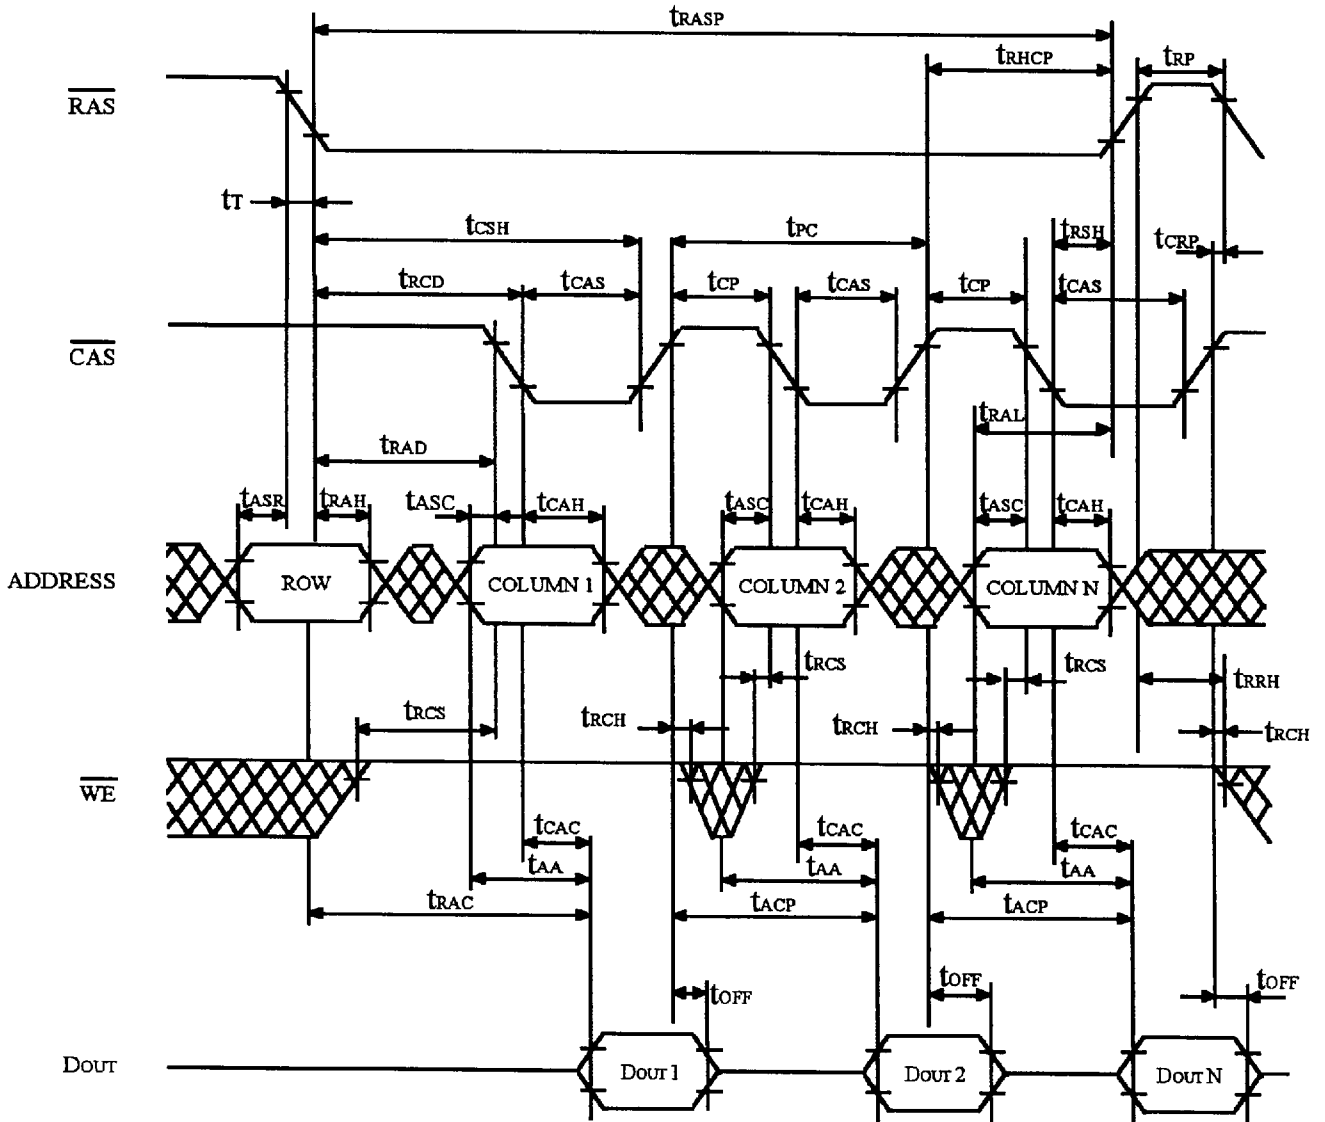 tRASP
tRHCP
tRP
RAS
tT
tCSH
tPC
tRSH
tCRP
tRCD
tCAS
tCP
tCAS
tCP
tCAS
CAS
tRAL
tRAD
tASR
tRAH
tASC
tCAH
tASC
tCAH
tASC
tCAH
ADDRESS
ROW
COLUMN 1
COLUMN 2
COLUMN N
tRCS
tRCS
tRRH
tRCS
tRCH
tRCH
tRCH
WE
tCAC
tCAC
tCAC
tAA
tAA
tAA
tRAC
tACP
tACP
tOFF
tOFF
tOFF
DOUT
DOUT 1
DOUT 2
DOUT N